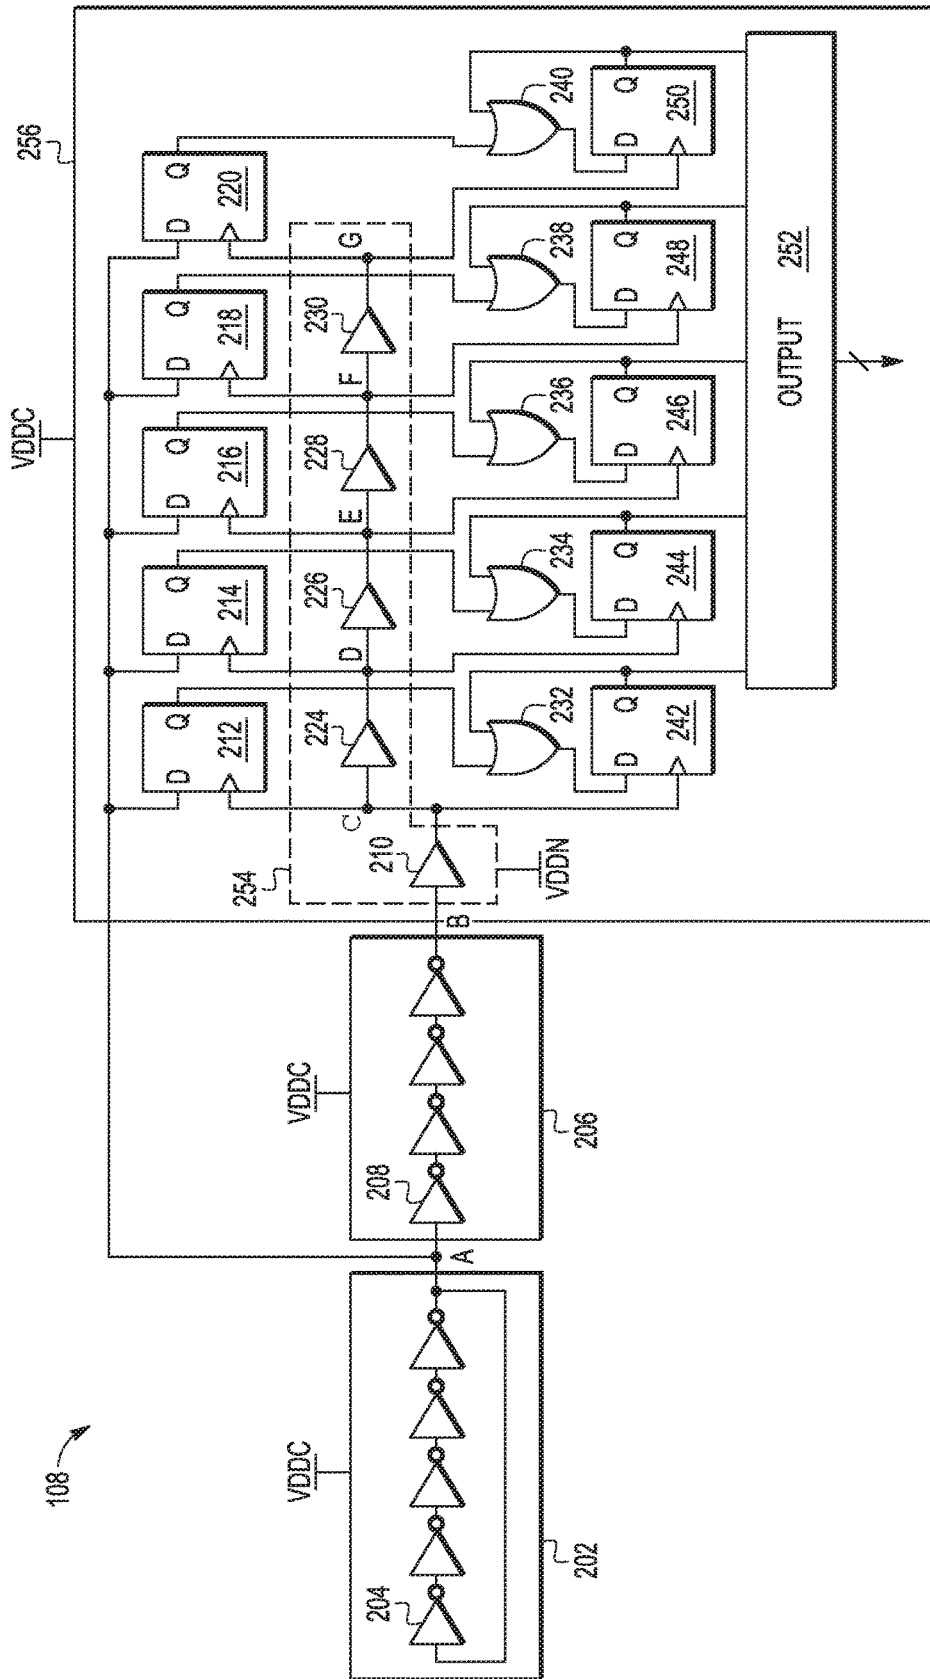 108
VDDC
204
202
A
VDDC
208
206
B
VDDC
256
254
210
VDDN
C
224
D
226
E
228
F
230
G
D
Q
212
D
Q
214
D
Q
216
D
Q
218
D
Q
220
232
234
236
238
240
D
Q
242
D
Q
244
D
Q
246
D
Q
248
D
Q
250
OUTPUT
252